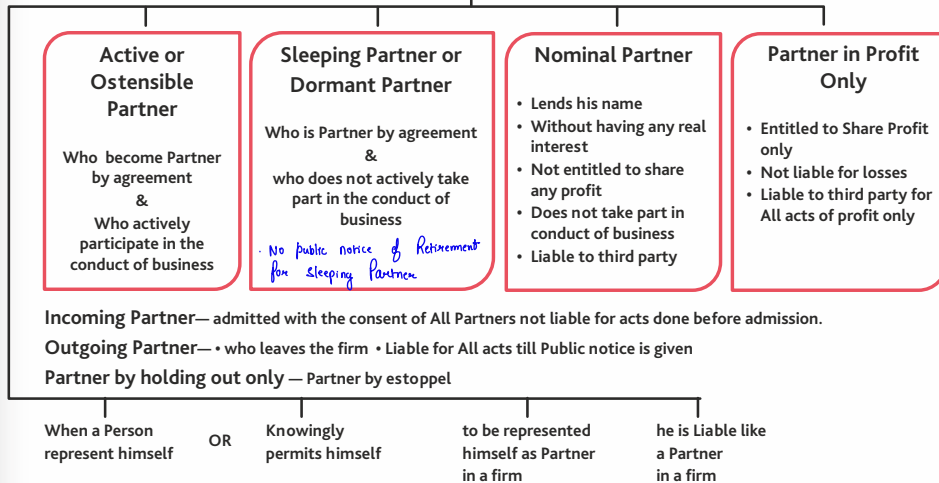 Active or
Ostensible
Partner
Who become Partner
by agreement
&
Who actively
participate in the
conduct of business
Sleeping Partner or
Dormant Partner
Who is Partner by agreement
&
who does not actively take
part in the conduct of
business
· No public notice of Retirement
for Sleeping Partner
Nominal Partner
• Lends his name
• Without having any real
interest
• Not entitled to share
any profit
• Does not take part in
conduct of business
• Liable to third party
Partner in Profit
Only
• Entitled to Share Profit
only
• Not liable for losses
• Liable to third party for
All acts of profit only
Incoming Partner— admitted with the consent of All Partners not liable for acts done before admission.
Outgoing Partner— • who leaves the firm • Liable for All acts till Public notice is given
Partner by holding out only — Partner by estoppel
When a Person
represent himself
OR
Knowingly
permits himself
to be represented
himself as Partner
in a firm
he is Liable like
a Partner
in a firm